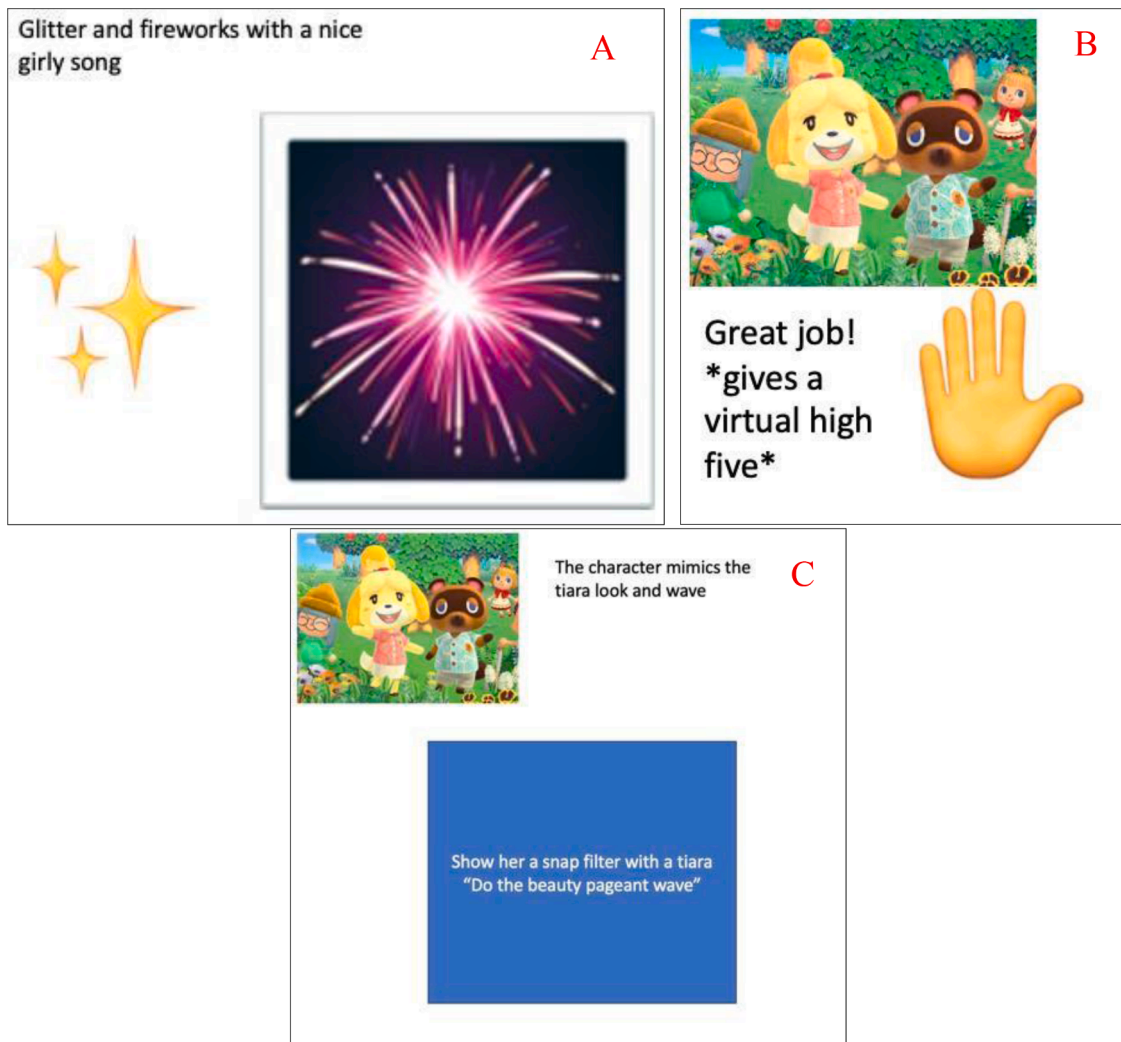 Glitter and fireworks with a nice
girly song
A
B
Great job!
*gives a
virtual high
five*
The character mimics the
tiara look and wave
C
Show her a snap filter with a tiara
“Do the beauty pageant wave”